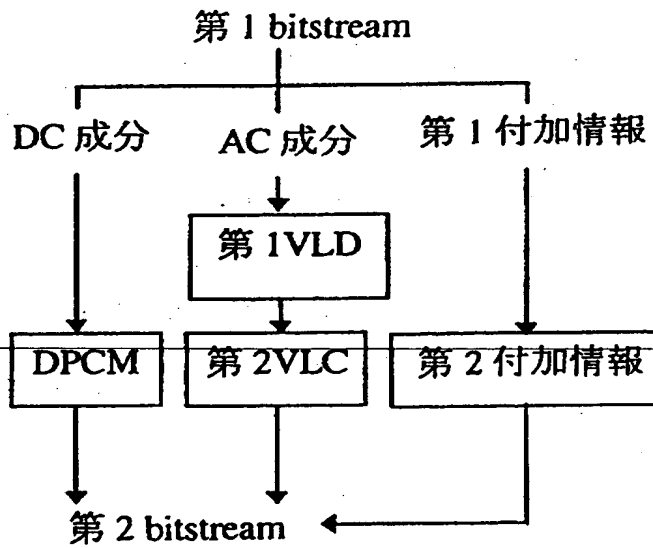 第 1 bitstream
DC 成分
AC 成分
第 1 付加情報
第 1VLD
DPCM
第 2VLC
第 2 付加情報
第 2 bitstream